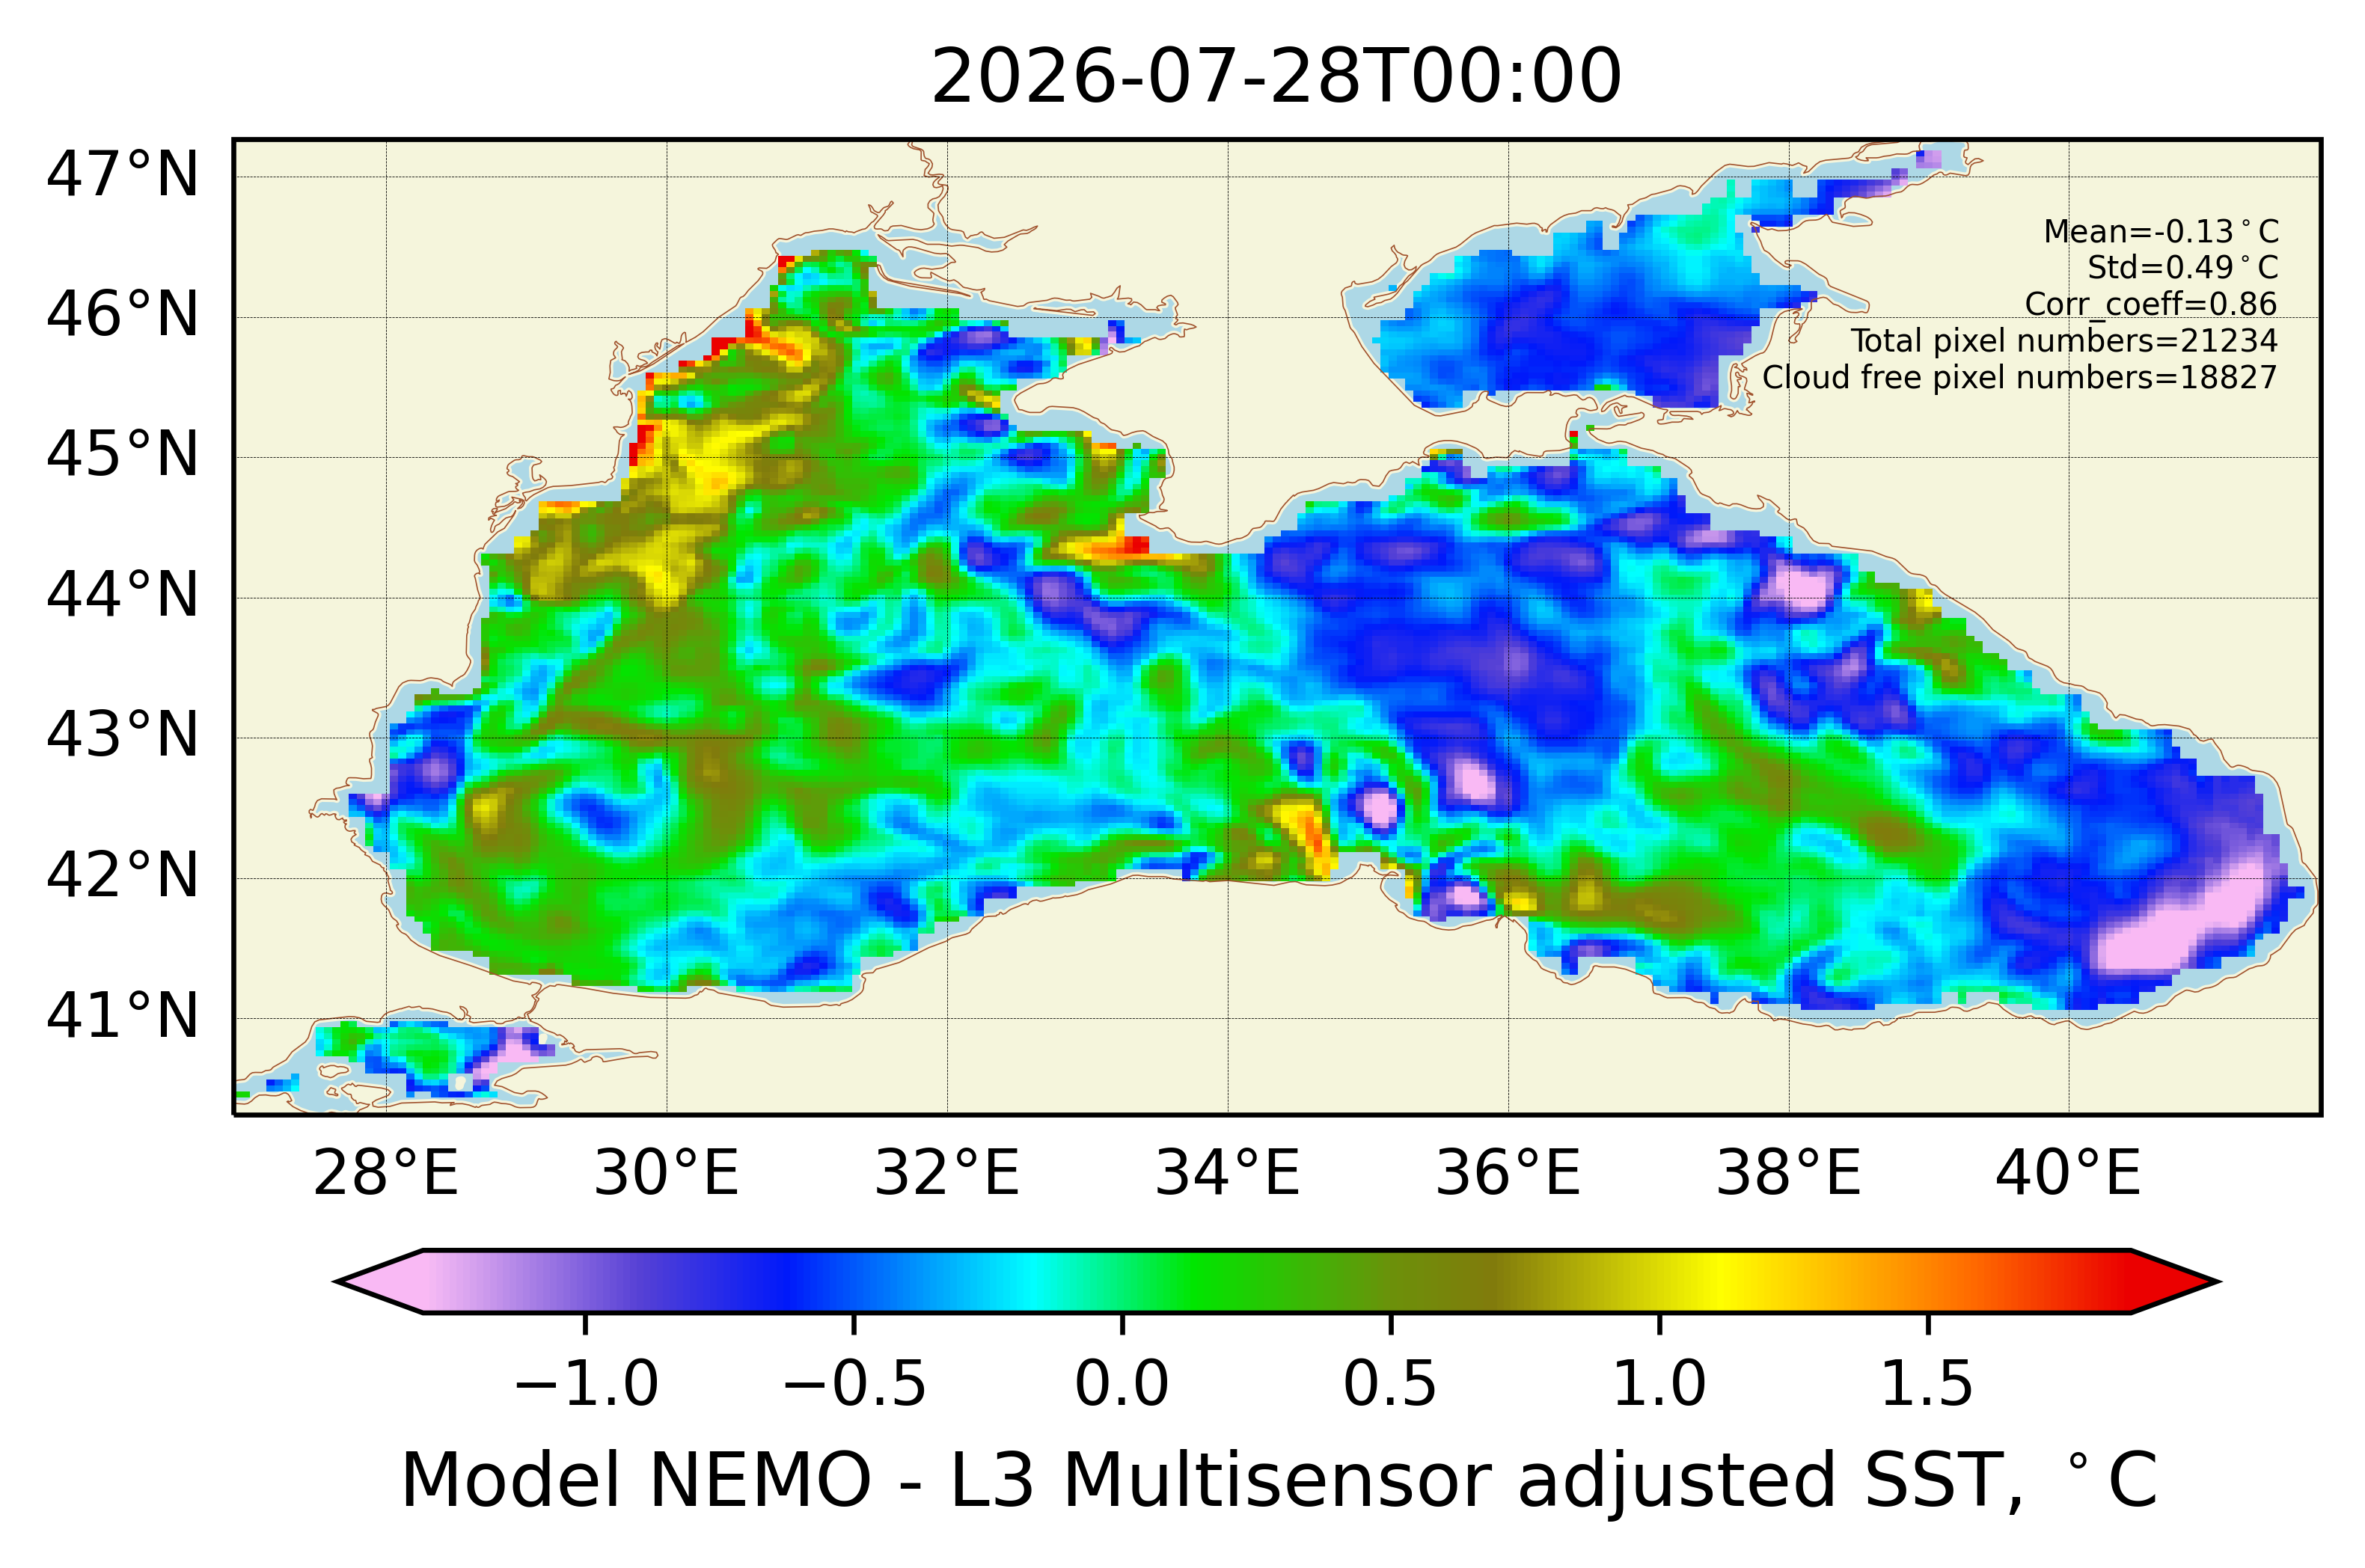 2026-07-28T00:00
47°N
46°N
45°N
44°N
43°N
42°N
41°N
Mean=-0.13°C
Std=0.49°C
Corr_coeff=0.86
Total pixel numbers=21234
Cloud free pixel numbers=18827
28°E 30°E 32°E 34°E 36°E 38°E 40°E
−1.0 −0.5 0.0 0.5 1.0 1.5
Model NEMO - L3 Multisensor adjusted SST, °C